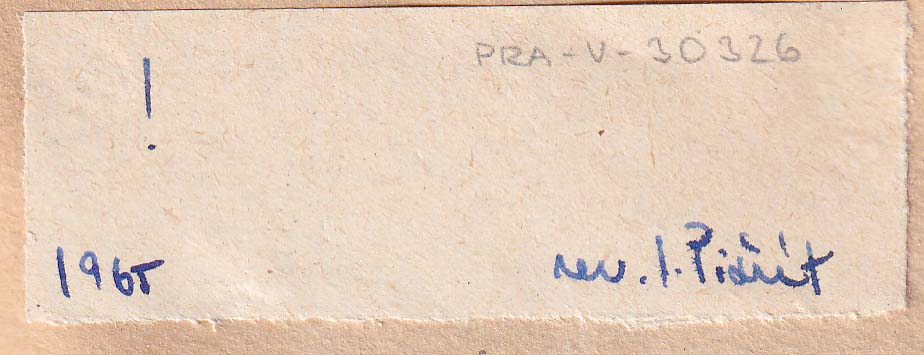 PRA-V-30326
!
1965
rev. I. Pišút